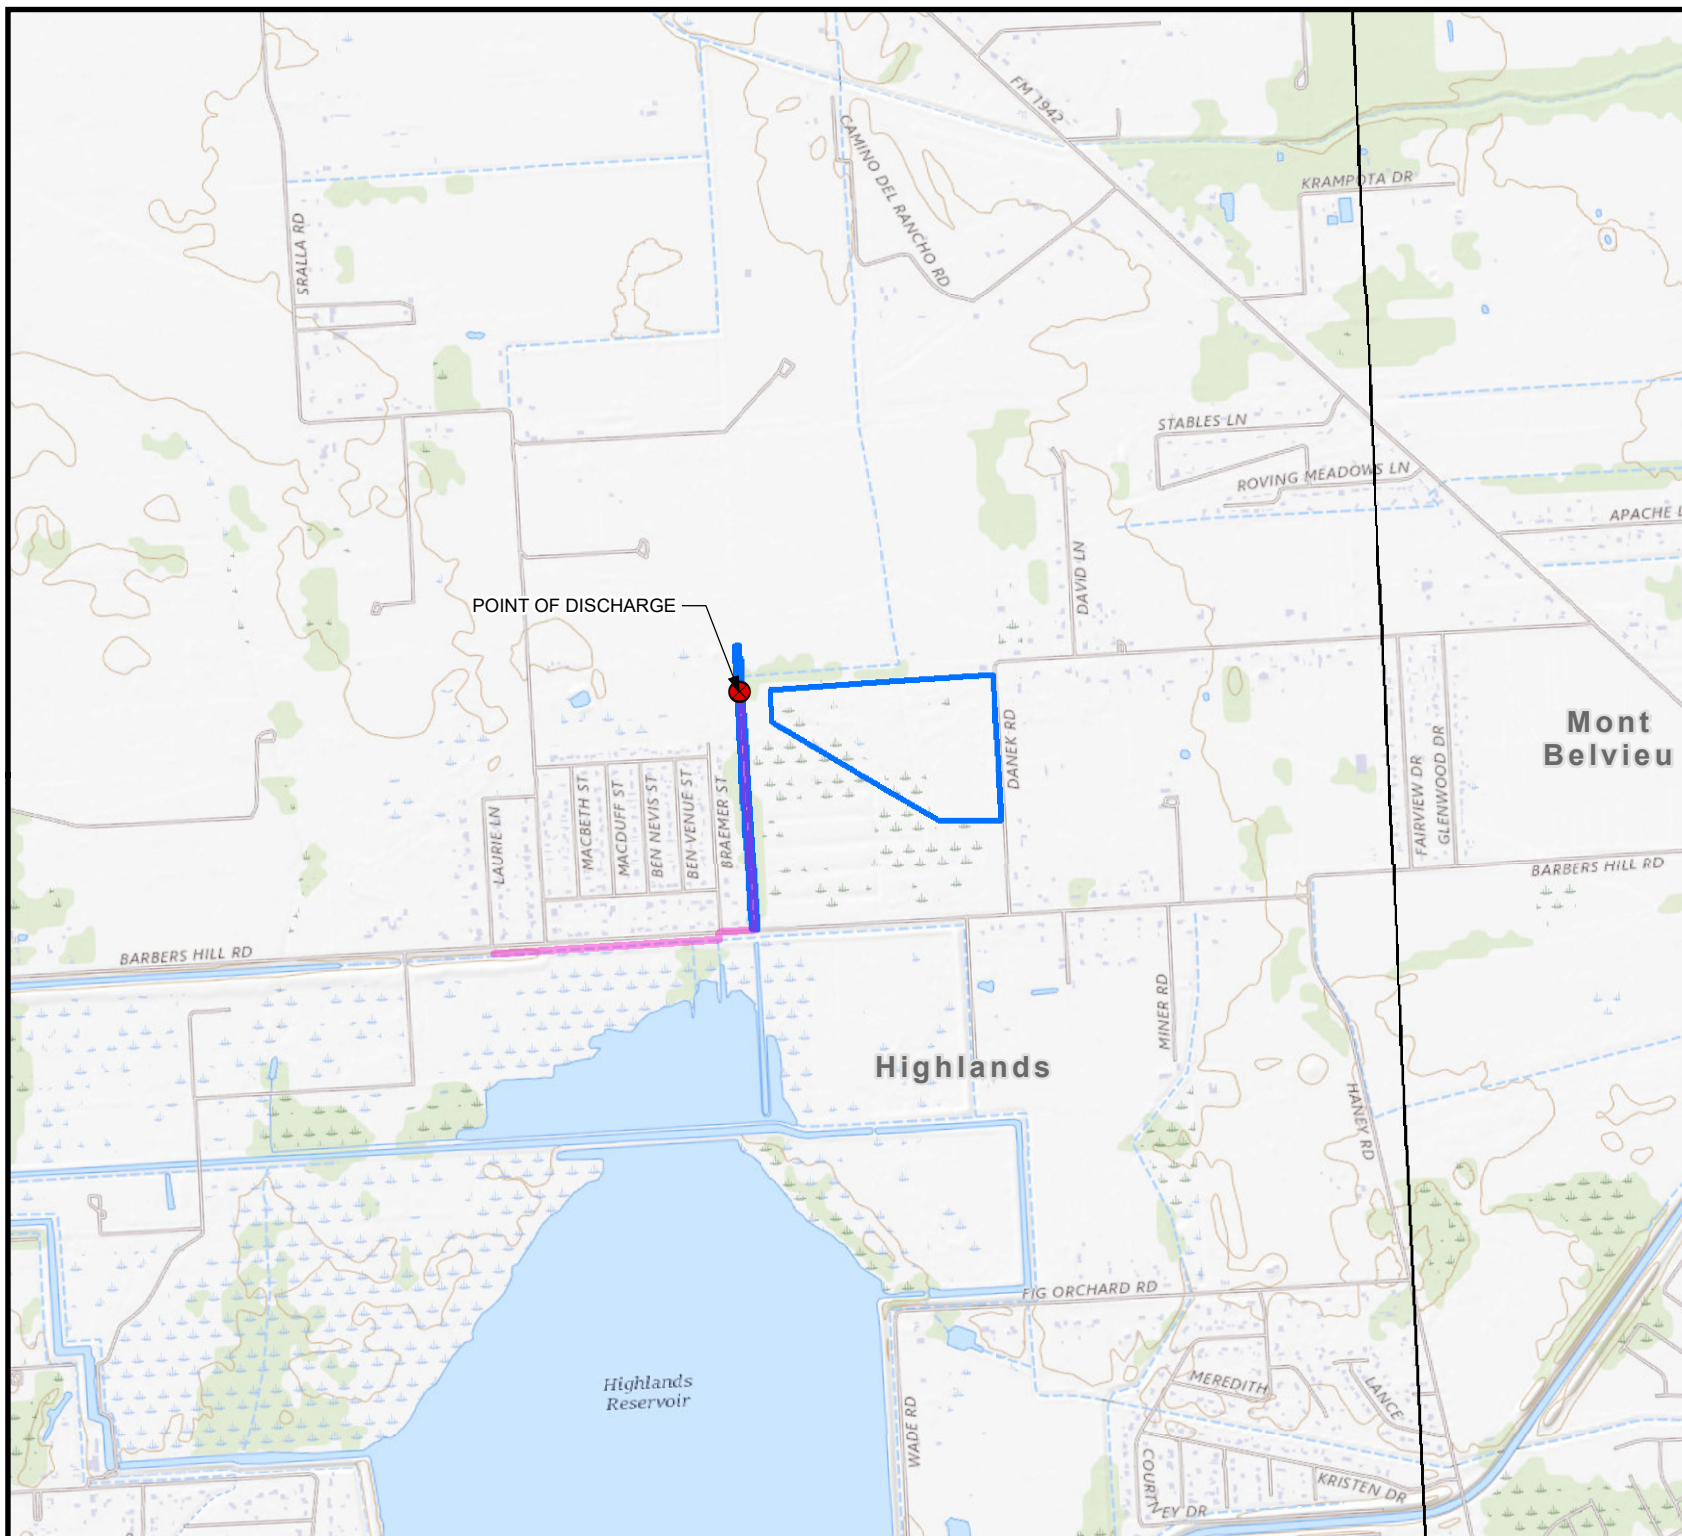 FM 1942
CAMINO DEL RANCHO RD
KRAMPOTA DR
SRALLA RD
STABLES LN
ROVING MEADOWS LN
APACHE L
DAVID LN
POINT OF DISCHARGE
DANEK RD
Mont
Belvieu
FAIRVIEW DR
GLENWOOD DR
LAURIE LN
MACBETH ST
MACDUFF ST
BEN NEVIS ST
BEN VENUE ST
BRAEMER ST
BARBERS HILL RD
BARBERS HILL RD
MINER RD
Highlands
HANEY RD
FIG ORCHARD RD
Highlands
Reservoir
MEREDITH
LANCE
WADE RD
COURTNEY DR
KRISTEN DR